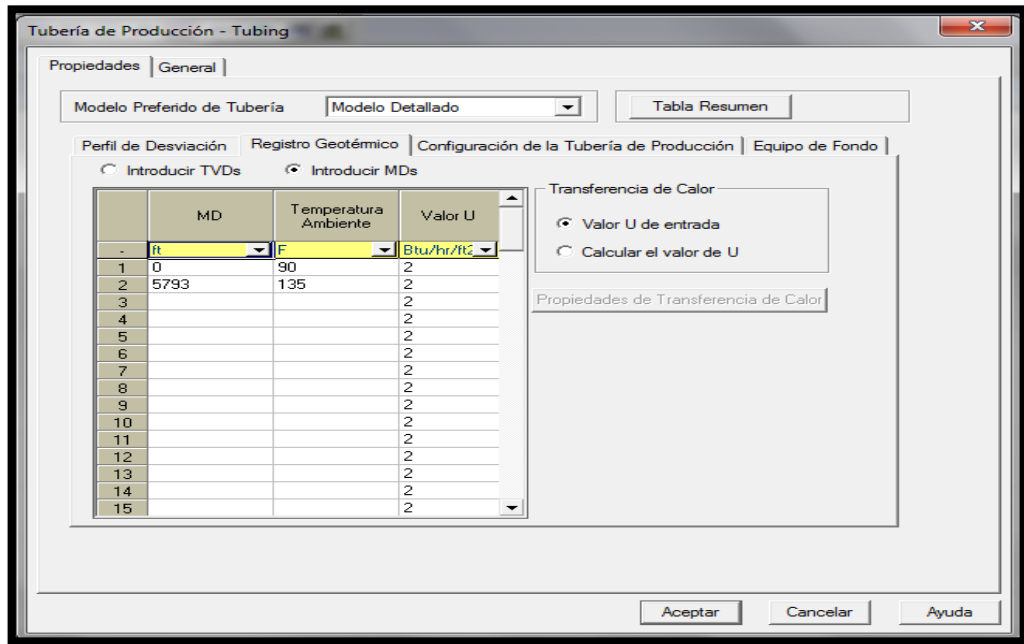 Tubería de Producción - Tubing
Propiedades General
Modelo Preferido de Tubería Modelo Detallado Tabla Resumen
Perfil de Desviación Registro Geotérmico Configuración de la Tubería de Producción Equipo de Fondo
Introducir TVDs Introducir MDs
Transferencia de Calor
Valor U de entrada
Calcular el valor de U
Propiedades de Transferencia de Calor
MD Temperatura Ambiente Valor U
- ft F Btu/hr/ft2
1 0 90 2
2 5793 135 2
3 2
4 2
5 2
6 2
7 2
8 2
9 2
10 2
11 2
12 2
13 2
14 2
15 2
Aceptar Cancelar Ayuda